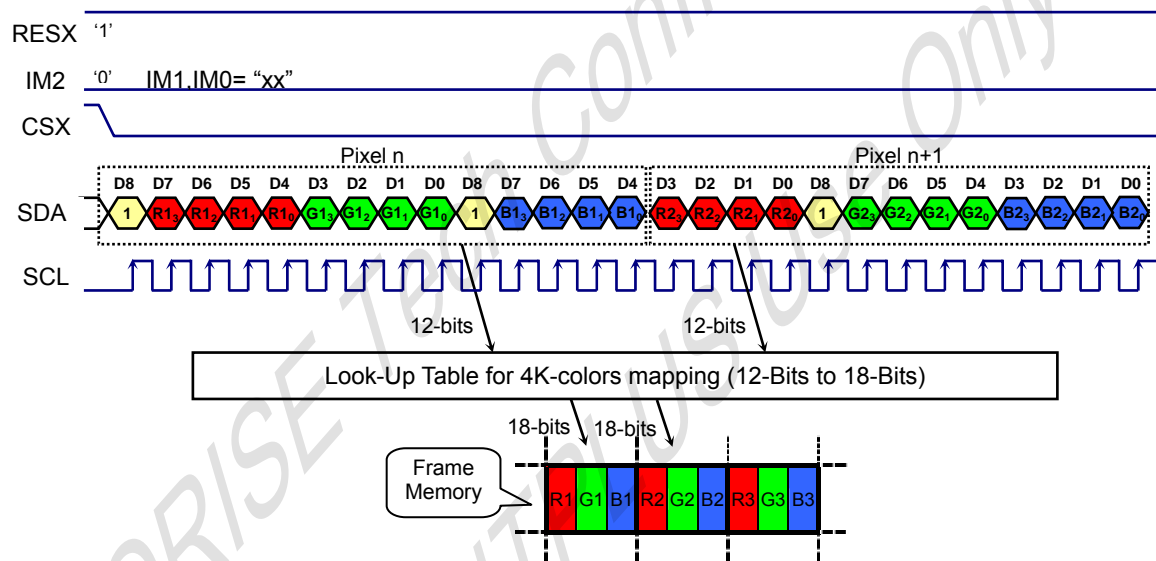 RESX '1'
IM2 '0' IM1.IM0= “xx”
CSX
Pixel n Pixel n+1
D8 D7 D6 D5 D4 D3 D2 D1 D0 D8 D7 D6 D5 D4 D3 D2 D1 D0 D8 D7 D6 D5 D4 D3 D2 D1 D0
SDA 1 R1₃ R1₂ R1₁ R1₀ G1₃ G1₂ G1₁ G1₀ 1 B1₃ B1₂ B1₁ B1₀ R2₃ R2₂ R2₁ R2₀ 1 G2₃ G2₂ G2₁ G2₀ B2₃ B2₂ B2₁ B2₀
SCL
12-bits 12-bits
Look-Up Table for 4K-colors mapping (12-Bits to 18-Bits)
18-bits 18-bits
Frame
Memory
R1 G1 B1 R2 G2 B2 R3 G3 B3
ORISE Tech
Use Only